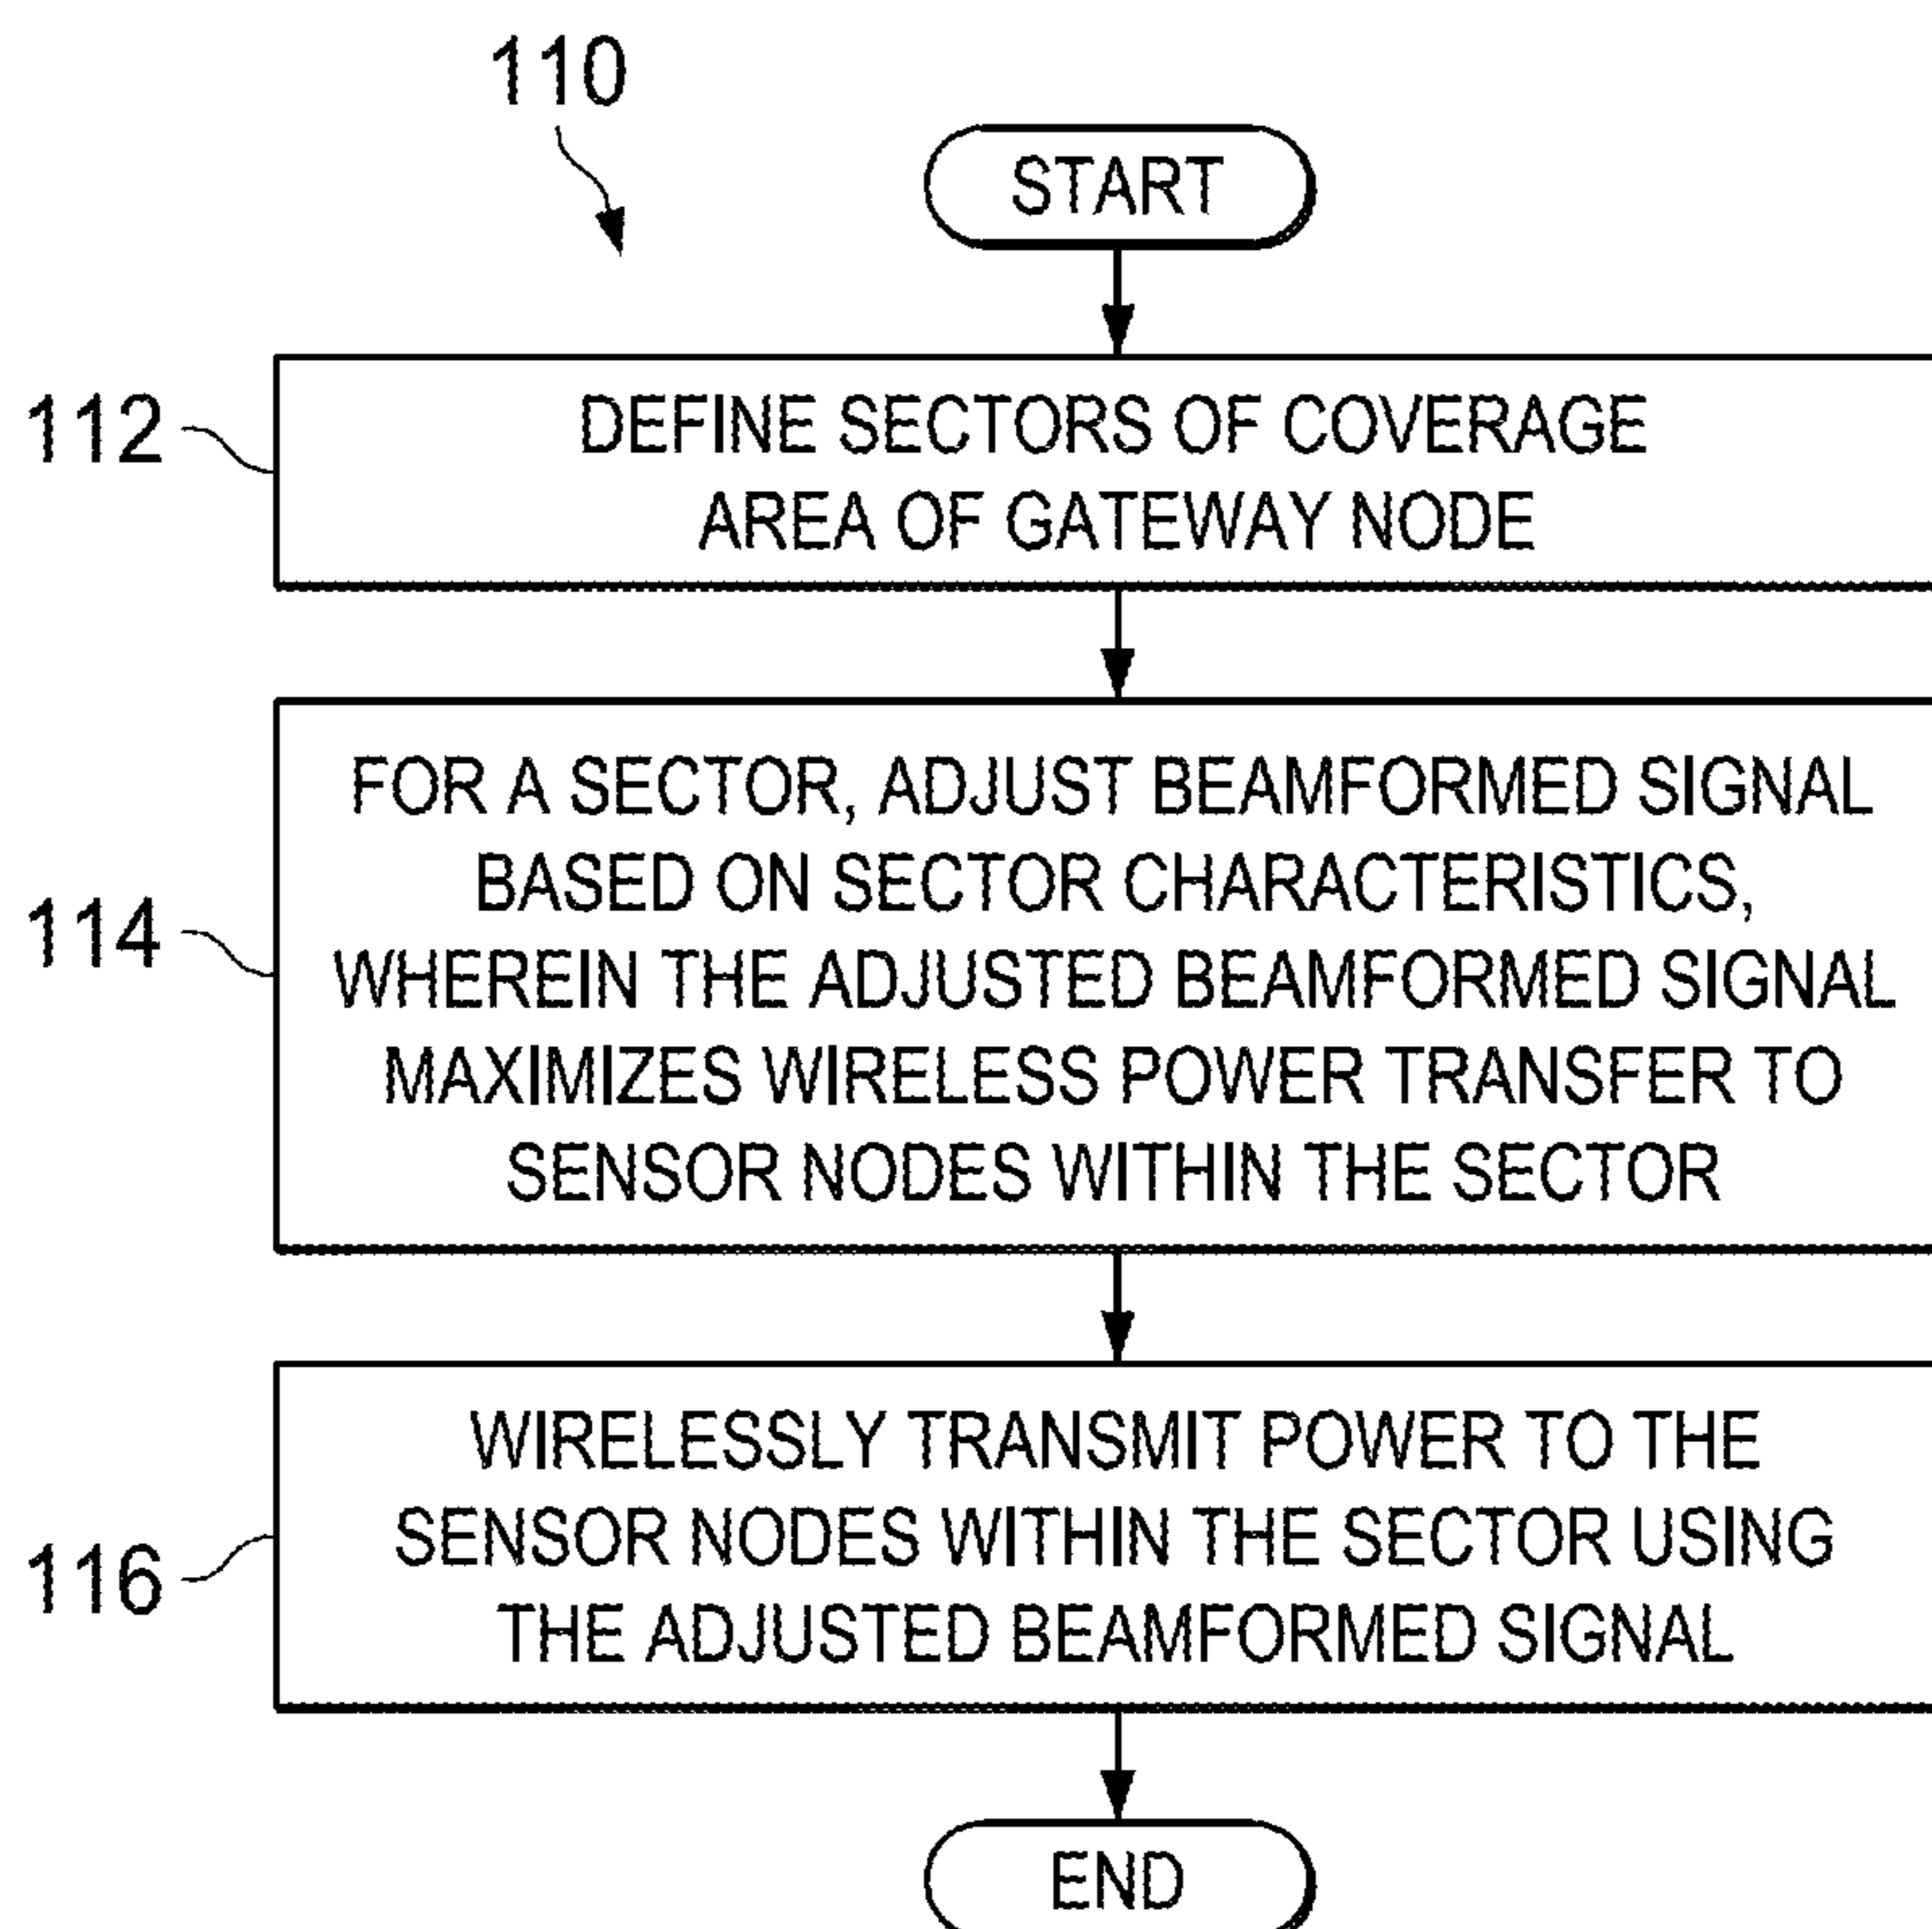 110
START
112
DEFINE SECTORS OF COVERAGE
AREA OF GATEWAY NODE
114
FOR A SECTOR, ADJUST BEAMFORMED SIGNAL
BASED ON SECTOR CHARACTERISTICS,
WHEREIN THE ADJUSTED BEAMFORMED SIGNAL
MAXIMIZES WIRELESS POWER TRANSFER TO
SENSOR NODES WITHIN THE SECTOR
116
WIRELESSLY TRANSMIT POWER TO THE
SENSOR NODES WITHIN THE SECTOR USING
THE ADJUSTED BEAMFORMED SIGNAL
END